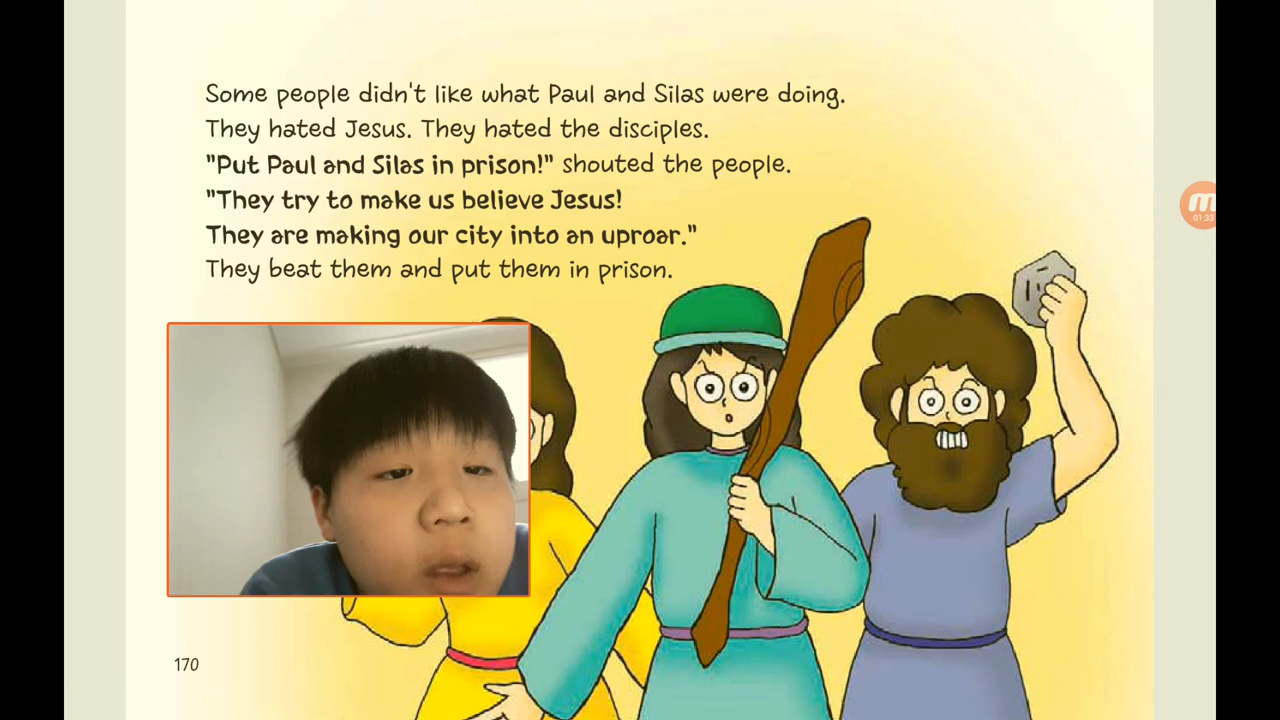 Some people didn't like what Paul and Silas were doing.
They hated Jesus. They hated the disciples.
"Put Paul and Silas in prison!" shouted the people.
"They try to make us believe Jesus!
They are making our city into an uproar."
They beat them and put them in prison.
01:33
170